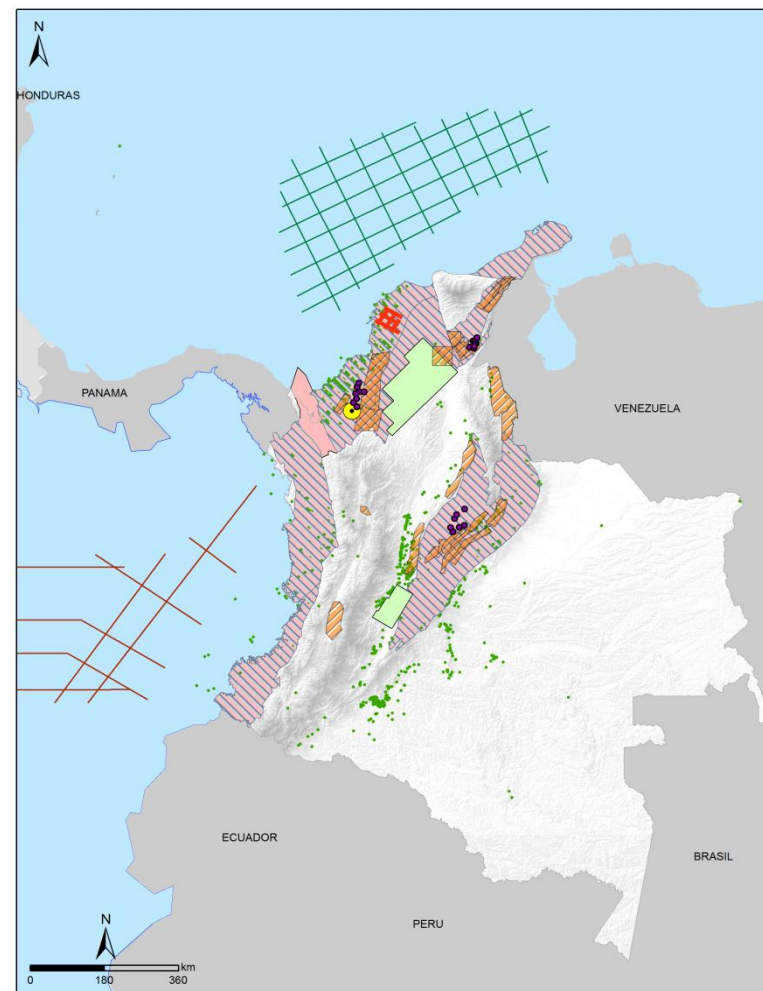 N
HONDURAS
PANAMA
VENEZUELA
ECUADOR
BRASIL
PERU
N
km
0 180 360